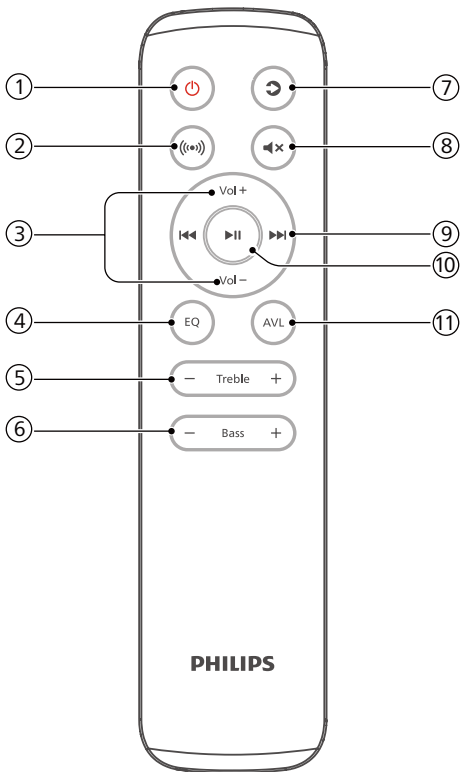 ① ⑦
② ⑧
Vol +
③ ⑨
⑩
Vol −
④ EQ AVL ⑪
⑤ − Treble +
⑥ − Bass +
PHILIPS